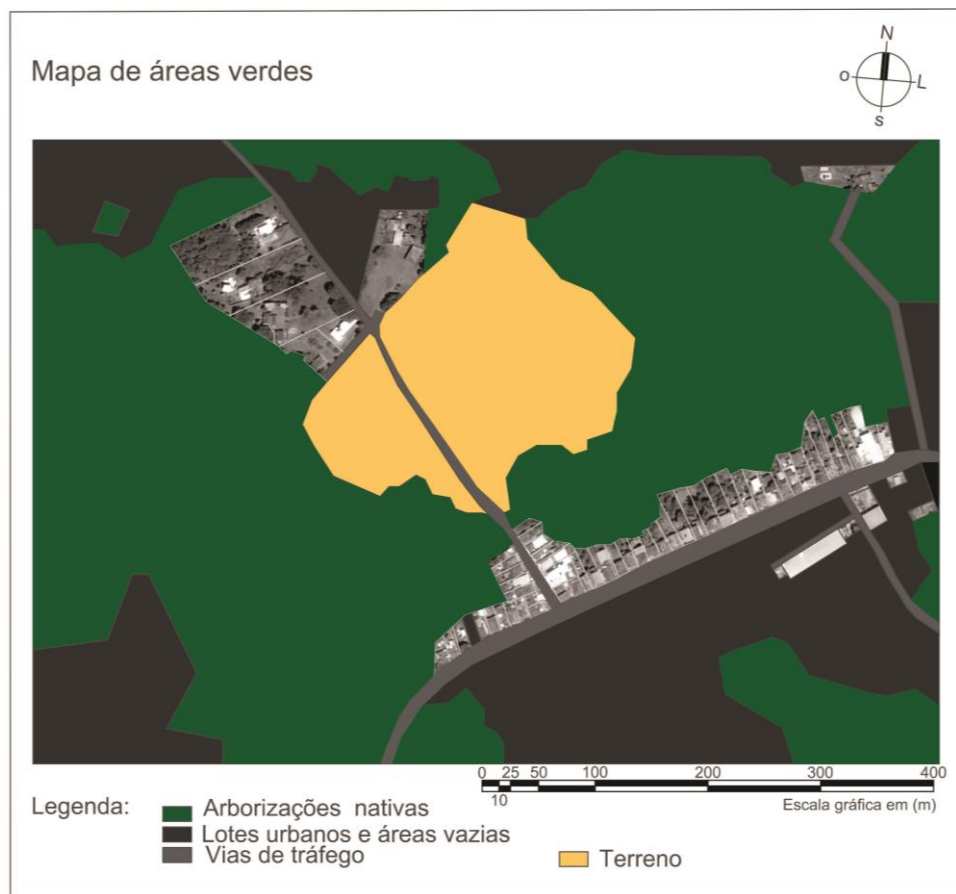 Mapa de áreas verdes
N
O
L
S
0 25 50 100 200 300 400
10
Escala gráfica em (m)
Legenda:
Arborizações nativas
Lotes urbanos e áreas vazias
Vias de tráfego
Terreno